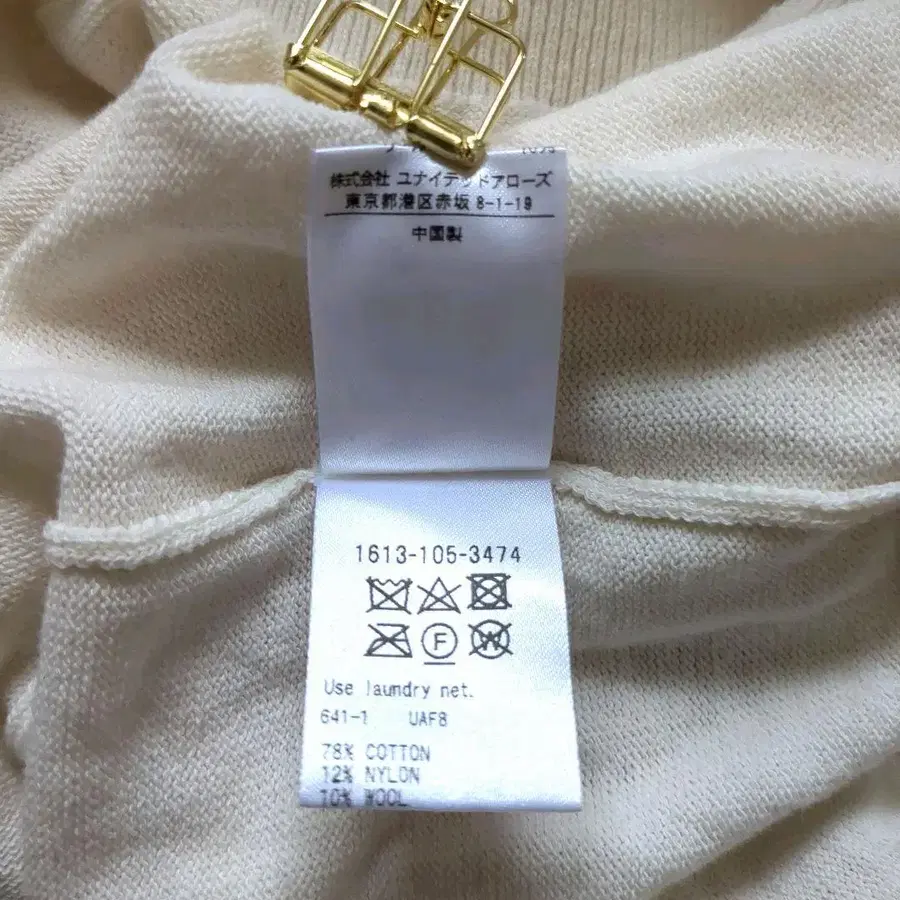 株式会社 ユナイテッドアローズ
東京都港区赤坂 8-1-19
中国製
1613-105-3474
F W
Use laundry net.
641-1 UAF8
78% COTTON
12% NYLON
10% WOOL